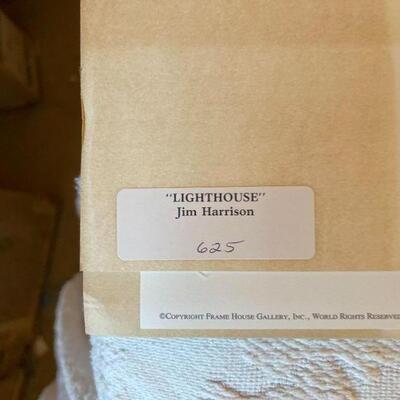 "LIGHTHOUSE"
Jim Harrison
625
©COPYRIGHT FRAME HOUSE GALLERY, INC., WORLD RIGHTS RESERVED